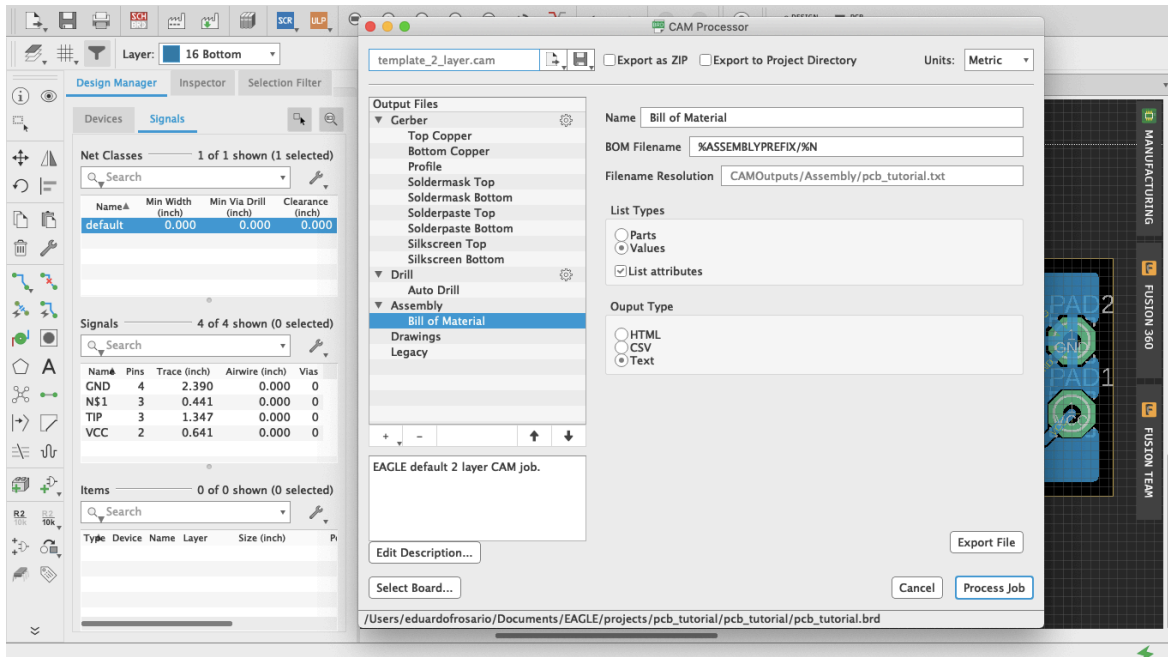 SCH
BRD
SCR
ULP
CAM Processor
Layer: 16 Bottom
template_2_layer.cam
Export as ZIP
Export to Project Directory
Units: Metric
Design Manager
Inspector
Selection Filter
Devices
Signals
Net Classes 1 of 1 shown (1 selected)
Search
Name Min Width (inch) Min Via Drill (inch) Clearance (inch)
default 0.000 0.000 0.000
Signals 4 of 4 shown (0 selected)
Search
Name Pins Trace (inch) Airwire (inch) Vias
GND 4 2.390 0.000 0
N$1 3 0.441 0.000 0
TIP 3 1.347 0.000 0
VCC 2 0.641 0.000 0
Items 0 of 0 shown (0 selected)
Search
Type Device Name Layer Size (inch)
R2
10k
R2
10k
Output Files
Gerber
Top Copper
Bottom Copper
Profile
Soldermask Top
Soldermask Bottom
Solderpaste Top
Solderpaste Bottom
Silkscreen Top
Silkscreen Bottom
Drill
Auto Drill
Assembly
Bill of Material
Drawings
Legacy
EAGLE default 2 layer CAM job.
Edit Description...
Select Board...
Name Bill of Material
BOM Filename %ASSEMBLYPREFIX/%N
Filename Resolution CAMOutputs/Assembly/pcb_tutorial.txt
List Types
Parts
Values
List attributes
Ouput Type
HTML
CSV
Text
Export File
Cancel
Process Job
/Users/eduardofrosario/Documents/EAGLE/projects/pcb_tutorial/pcb_tutorial/pcb_tutorial.brd
PAD2
GND
PAD1
VCC
MANUFACTURING
FUSION 360
FUSION TEAM